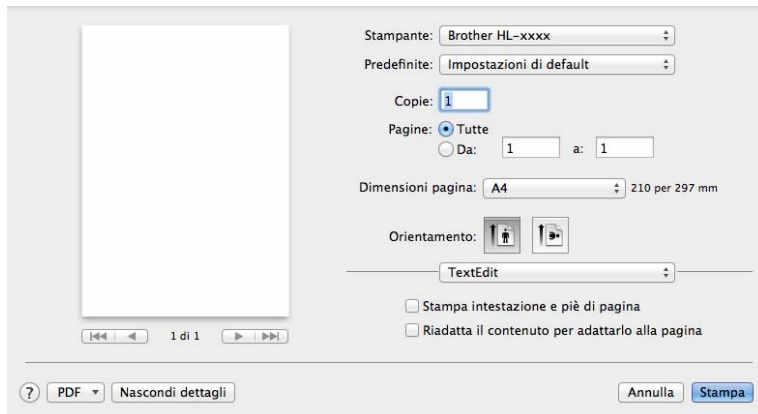 Stampante: Brother HL-xxxx
Predefinite: Impostazioni di default
Copie: 1
Pagine: Tutte
Da: 1 a: 1
Dimensioni pagina: A4 210 per 297 mm
Orientamento:
TextEdit
Stampa intestazione e piè di pagina
Riadatta il contenuto per adattarlo alla pagina
1 di 1
? PDF Nascondi dettagli Annulla Stampa